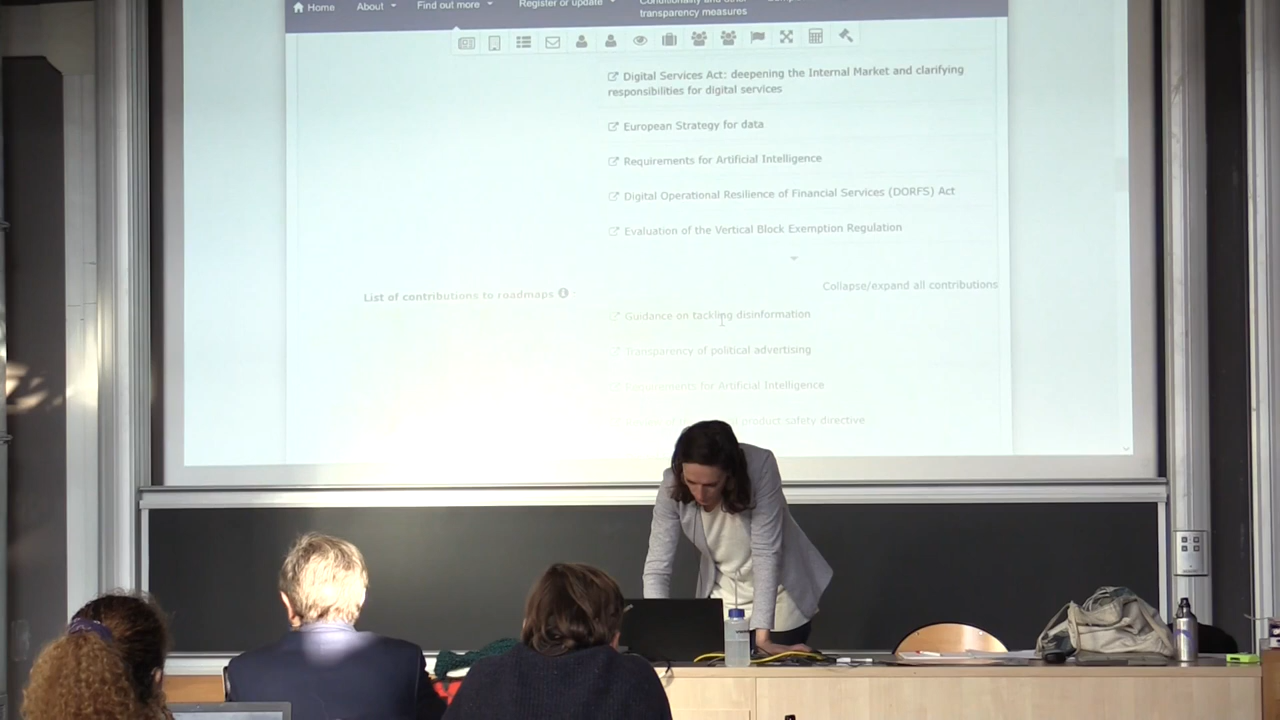 Home
About
Find out more
Register or update
transparency measures
Digital Services Act: deepening the Internal Market and clarifying
responsibilities for digital services
European Strategy for data
Requirements for Artificial Intelligence
Digital Operational Resilience of Financial Services (DORFS) Act
Evaluation of the Vertical Block Exemption Regulation
Collapse/expand all contributions
List of contributions to roadmaps
Guidance on tackling disinformation
Transparency of political advertising
Requirements for Artificial Intelligence
product safety directive